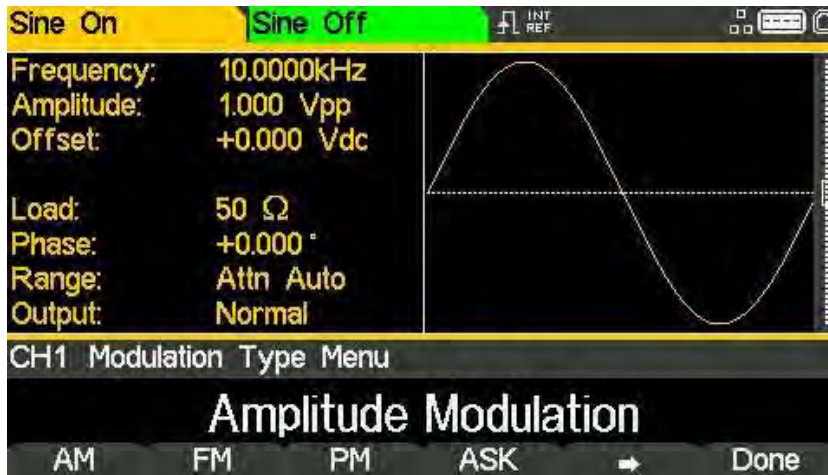 Sine On
Sine Off
INT
REF
Frequency: 10.0000kHz
Amplitude: 1.000 Vpp
Offset: +0.000 Vdc
Load: 50 Ω
Phase: +0.000 °
Range: Attn Auto
Output: Normal
CH1 Modulation Type Menu
Amplitude Modulation
AM FM PM ASK ➡ Done